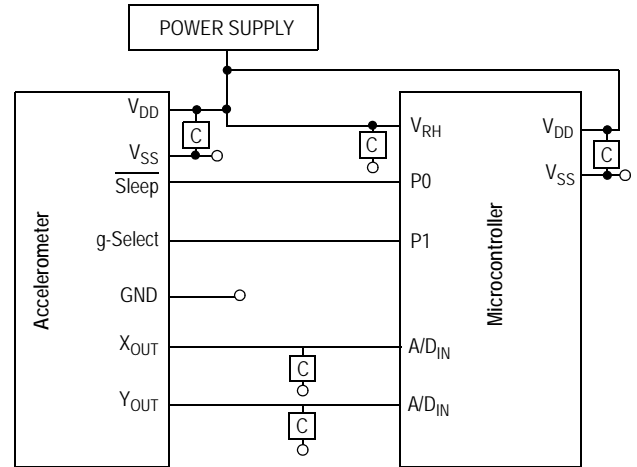 POWER SUPPLY
Accelerometer
V_DD
C
V_SS
Sleep
g-Select
GND
X_OUT
Y_OUT
C
C
C
Microcontroller
V_RH
P0
P1
A/D_IN
A/D_IN
V_DD
C
V_SS